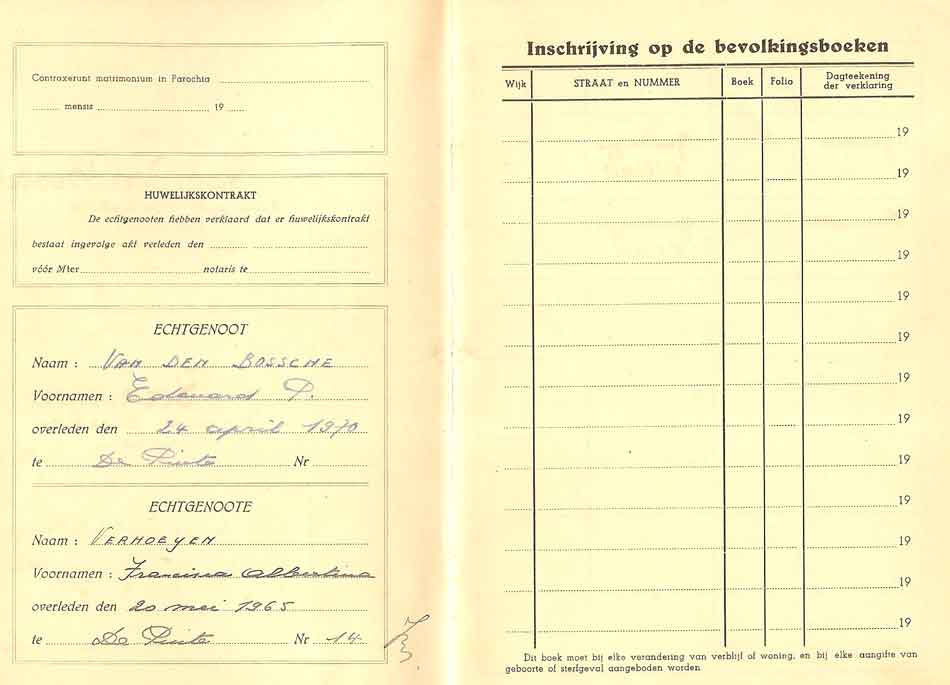 Controxerunt matrimonium in Parochia
mensis 19
HUWELIJKSKONTRAKT
De echtgenooten hebben verklaard dat er huwelijkskontrakt
bestaat ingevolge akt verleden den
vóór Mter notaris te
ECHTGENOOT
Naam : VAN DEN BOSSCHE
Voornamen : Edouard P.
overleden den 24 april 1970
te De Pinte Nr
ECHTGENOOTE
Naam : VERHOEYEN
Voornamen : Francisca Albertina
overleden den 20 mei 1965
te De Pinte Nr 14
Inschrijving op de bevolkingsboeken
Wijk STRAAT en NUMMER Boek Folio Dagteekening
der verklaring
19
19
19
19
19
19
19
19
19
19
19
19
19
Dit boek moet bij elke verandering van verblijf of woning, en bij elke aangifte van
geboorte of sterfgeval aangeboden worden.